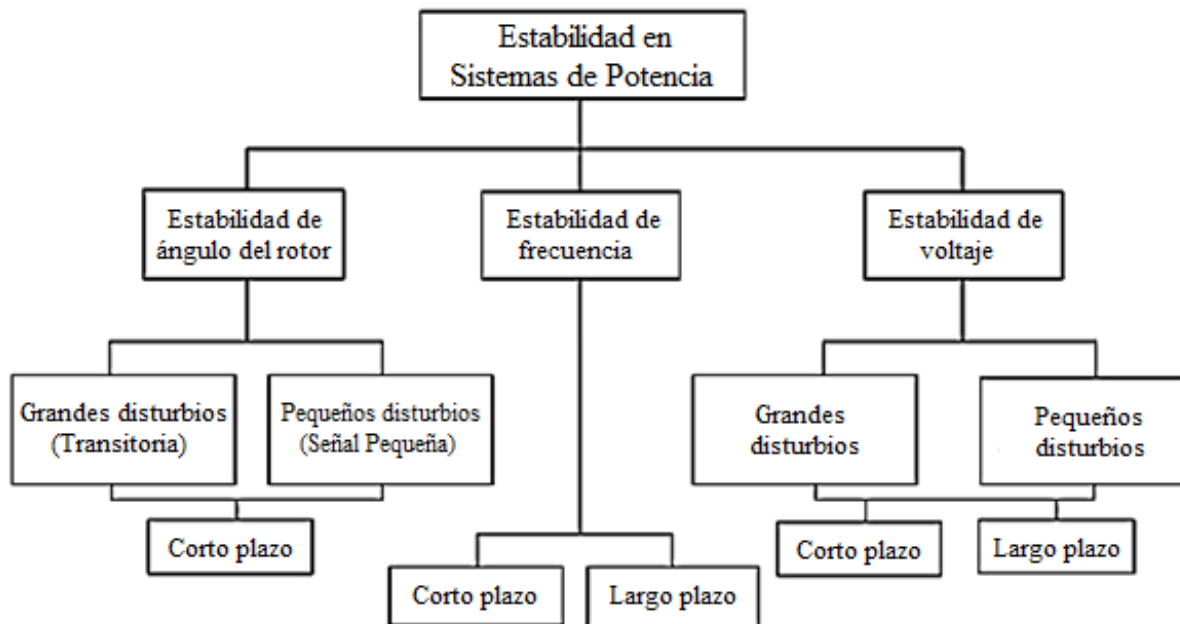 Estabilidad en
Sistemas de Potencia
Estabilidad de
ángulo del rotor
Estabilidad de
frecuencia
Estabilidad de
voltaje
Grandes disturbios
(Transitoria)
Pequeños disturbios
(Señal Pequeña)
Grandes
disturbios
Pequeños
disturbios
Corto plazo
Corto plazo
Largo plazo
Corto plazo
Largo plazo